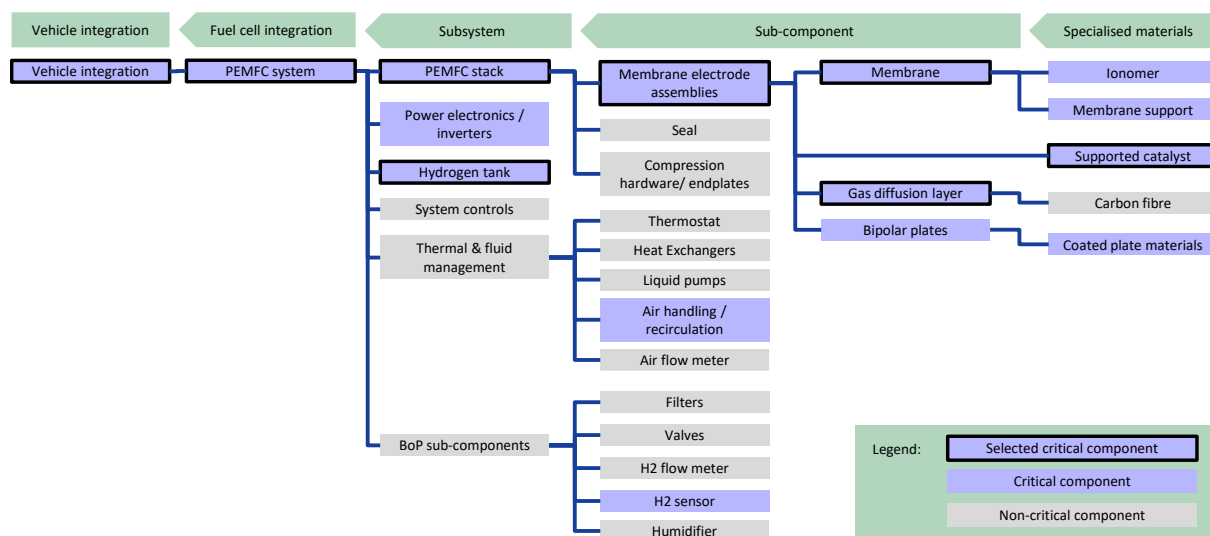 Vehicle integration
Fuel cell integration
Subsystem
Sub-component
Specialised materials
Vehicle integration
PEMFC system
PEMFC stack
Power electronics /
inverters
Hydrogen tank
System controls
Thermal & fluid
management
BoP sub-components
Membrane electrode
assemblies
Seal
Compression
hardware/ endplates
Thermostat
Heat Exchangers
Liquid pumps
Air handling /
recirculation
Air flow meter
Filters
Valves
H2 flow meter
H2 sensor
Humidifier
Membrane
Gas diffusion layer
Bipolar plates
Ionomer
Membrane support
Supported catalyst
Carbon fibre
Coated plate materials
Legend:
Selected critical component
Critical component
Non-critical component